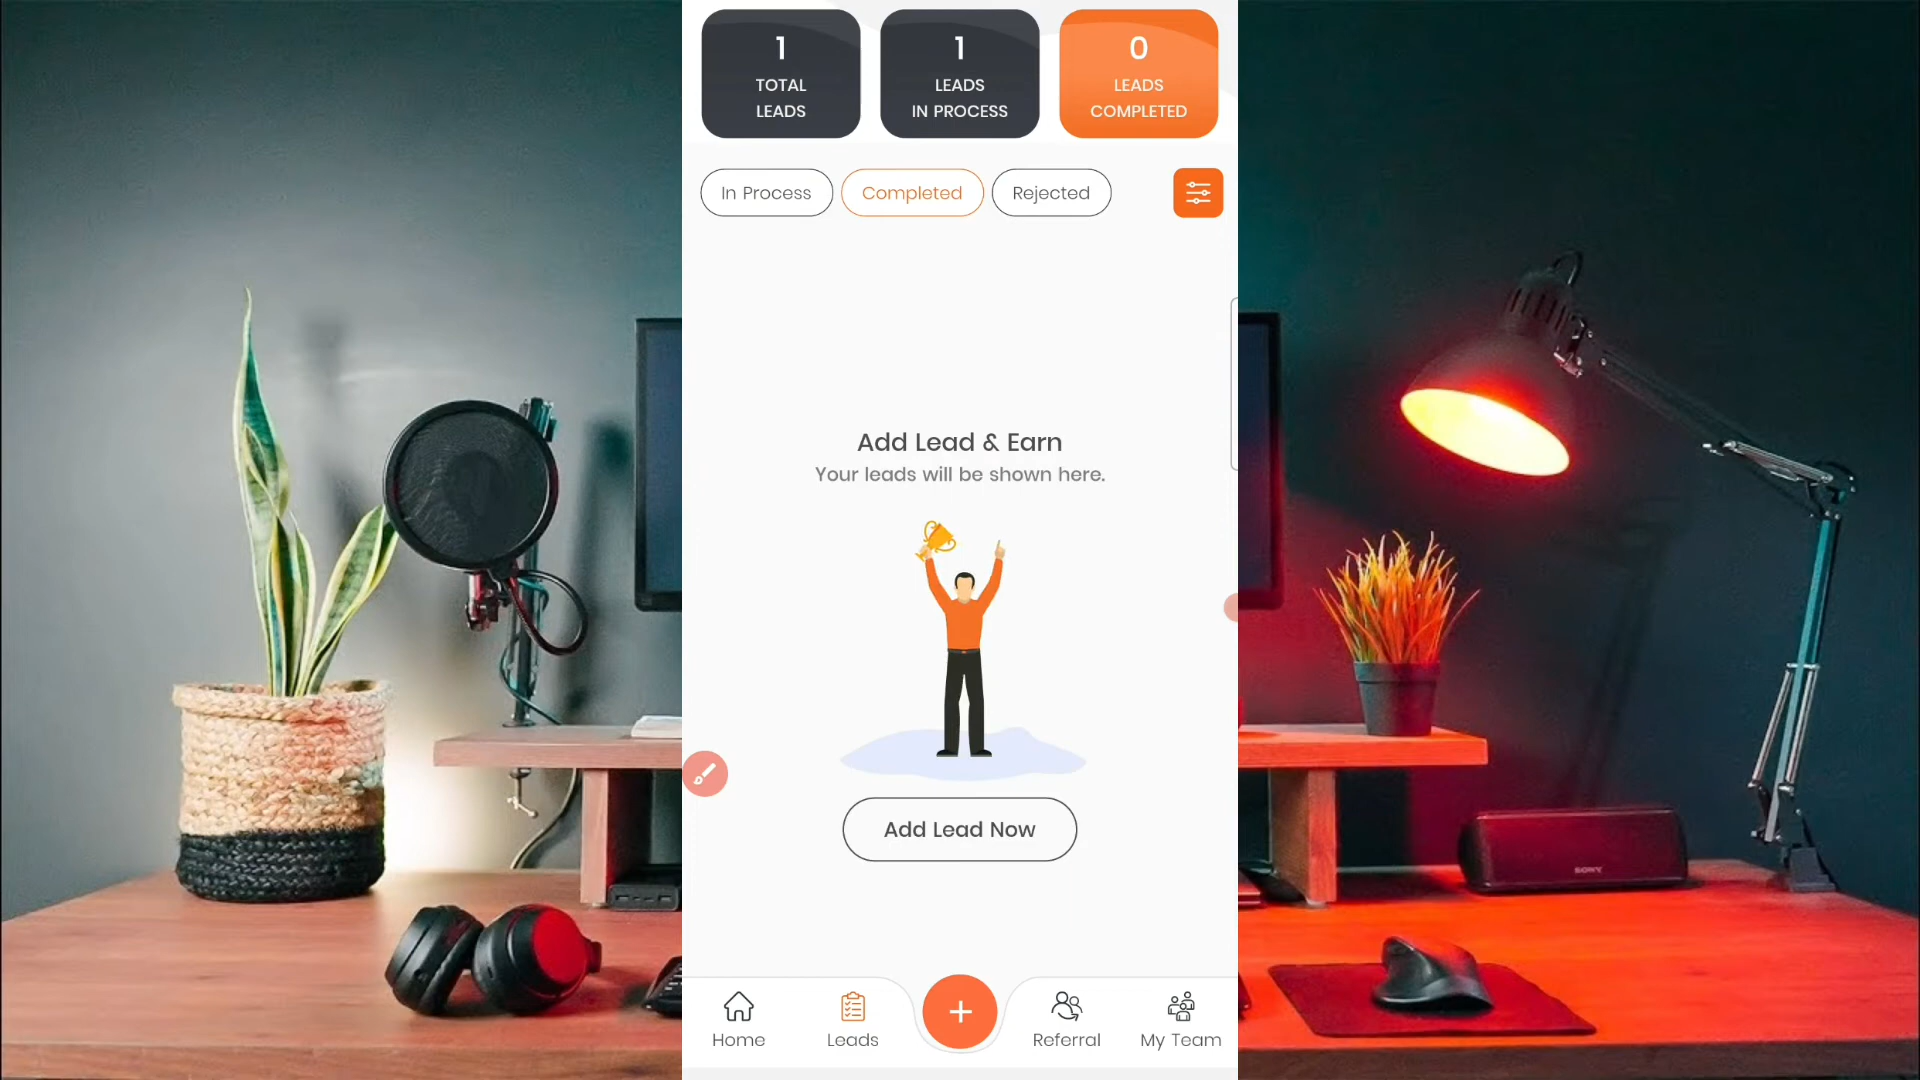 1
TOTAL
LEADS
1
LEADS
IN PROCESS
0
LEADS
COMPLETED
In Process
Completed
Rejected
Add Lead & Earn
Your leads will be shown here.
Add Lead Now
SONY
Home
Leads
Referral
My Team